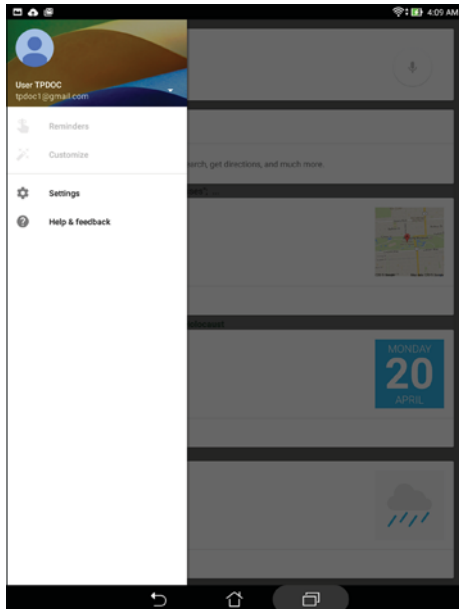 4:09 AM
User TPDOC
tpdoc1@gmail.com
Reminders
Customize
Settings
Help & feedback
search, get directions, and much more.
MONDAY
20
APRIL